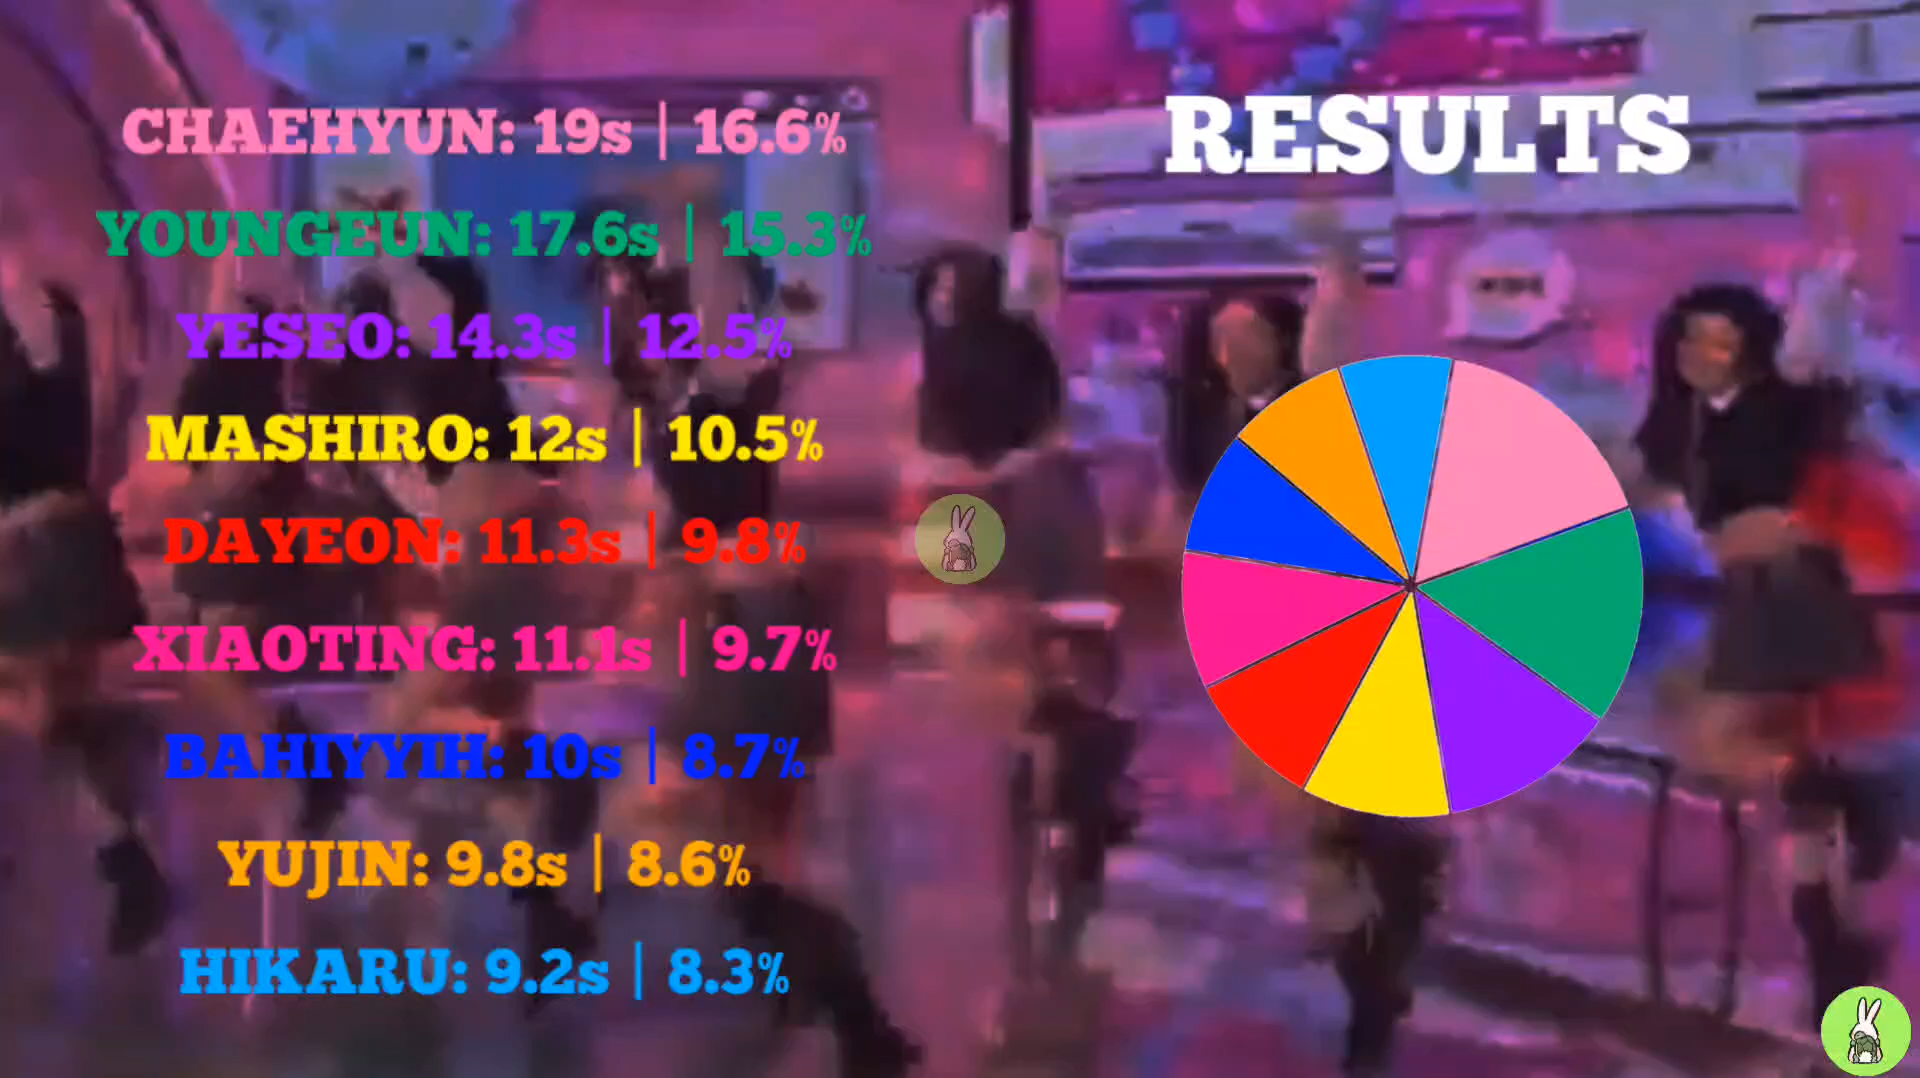 CHAEHYUN: 19s | 16.6%
YOUNGEUN: 17.6s | 15.3%
YESEO: 14.3s | 12.5%
MASHIRO: 12s | 10.5%
DAYEON: 11.3s | 9.8%
XIAOTING: 11.1s | 9.7%
BAHIYYIH: 10s | 8.7%
YUJIN: 9.8s | 8.6%
HIKARU: 9.2s | 8.3%
RESULTS